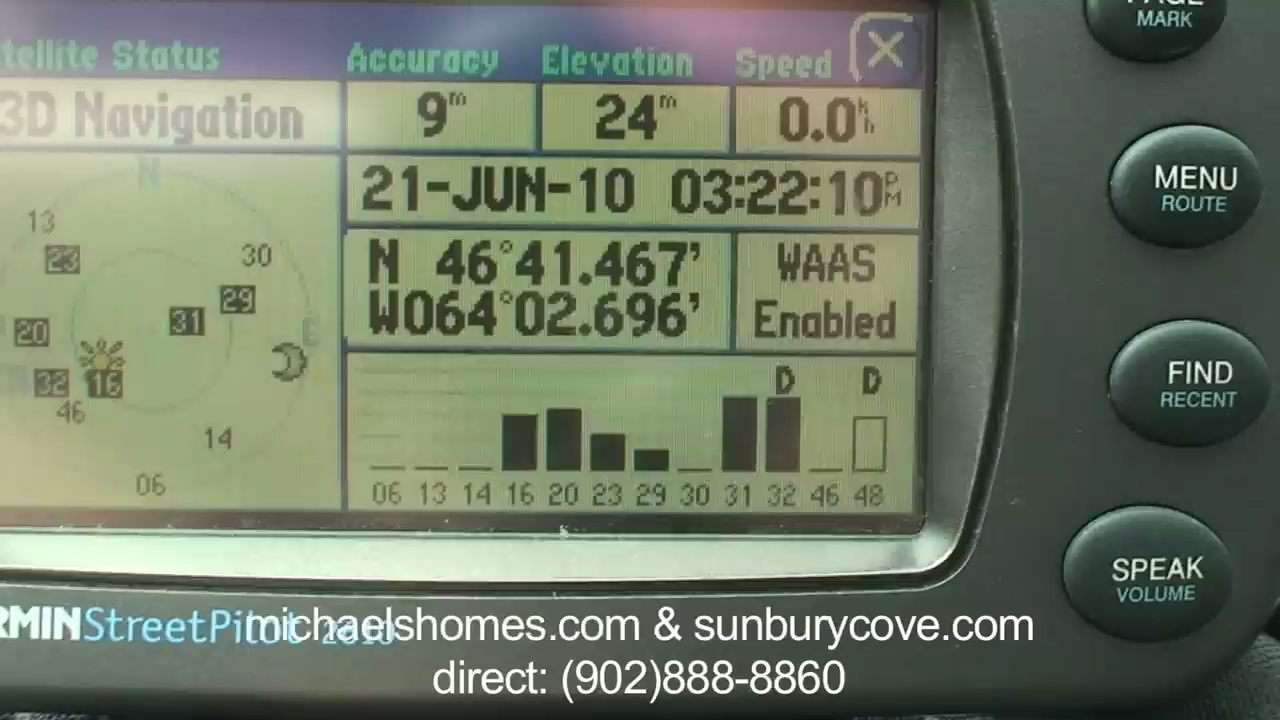 PAGE
MARK
tellite Status
Accuracy
Elevation
Speed
3D Navigation
9m
24m
0.0kh
21-JUN-10 03:22:10PM
MENU
ROUTE
N 46°41.467'
W064°02.696'
WAAS
Enabled
N
13
23
30
29
31
20
E
32
16
46
14
06
D D
06 13 14 16 20 23 29 30 31 32 46 48
FIND
RECENT
SPEAK
VOLUME
RMIN StreetPilot
michaelshomes.com & sunburycove.com
direct: (902)888-8860